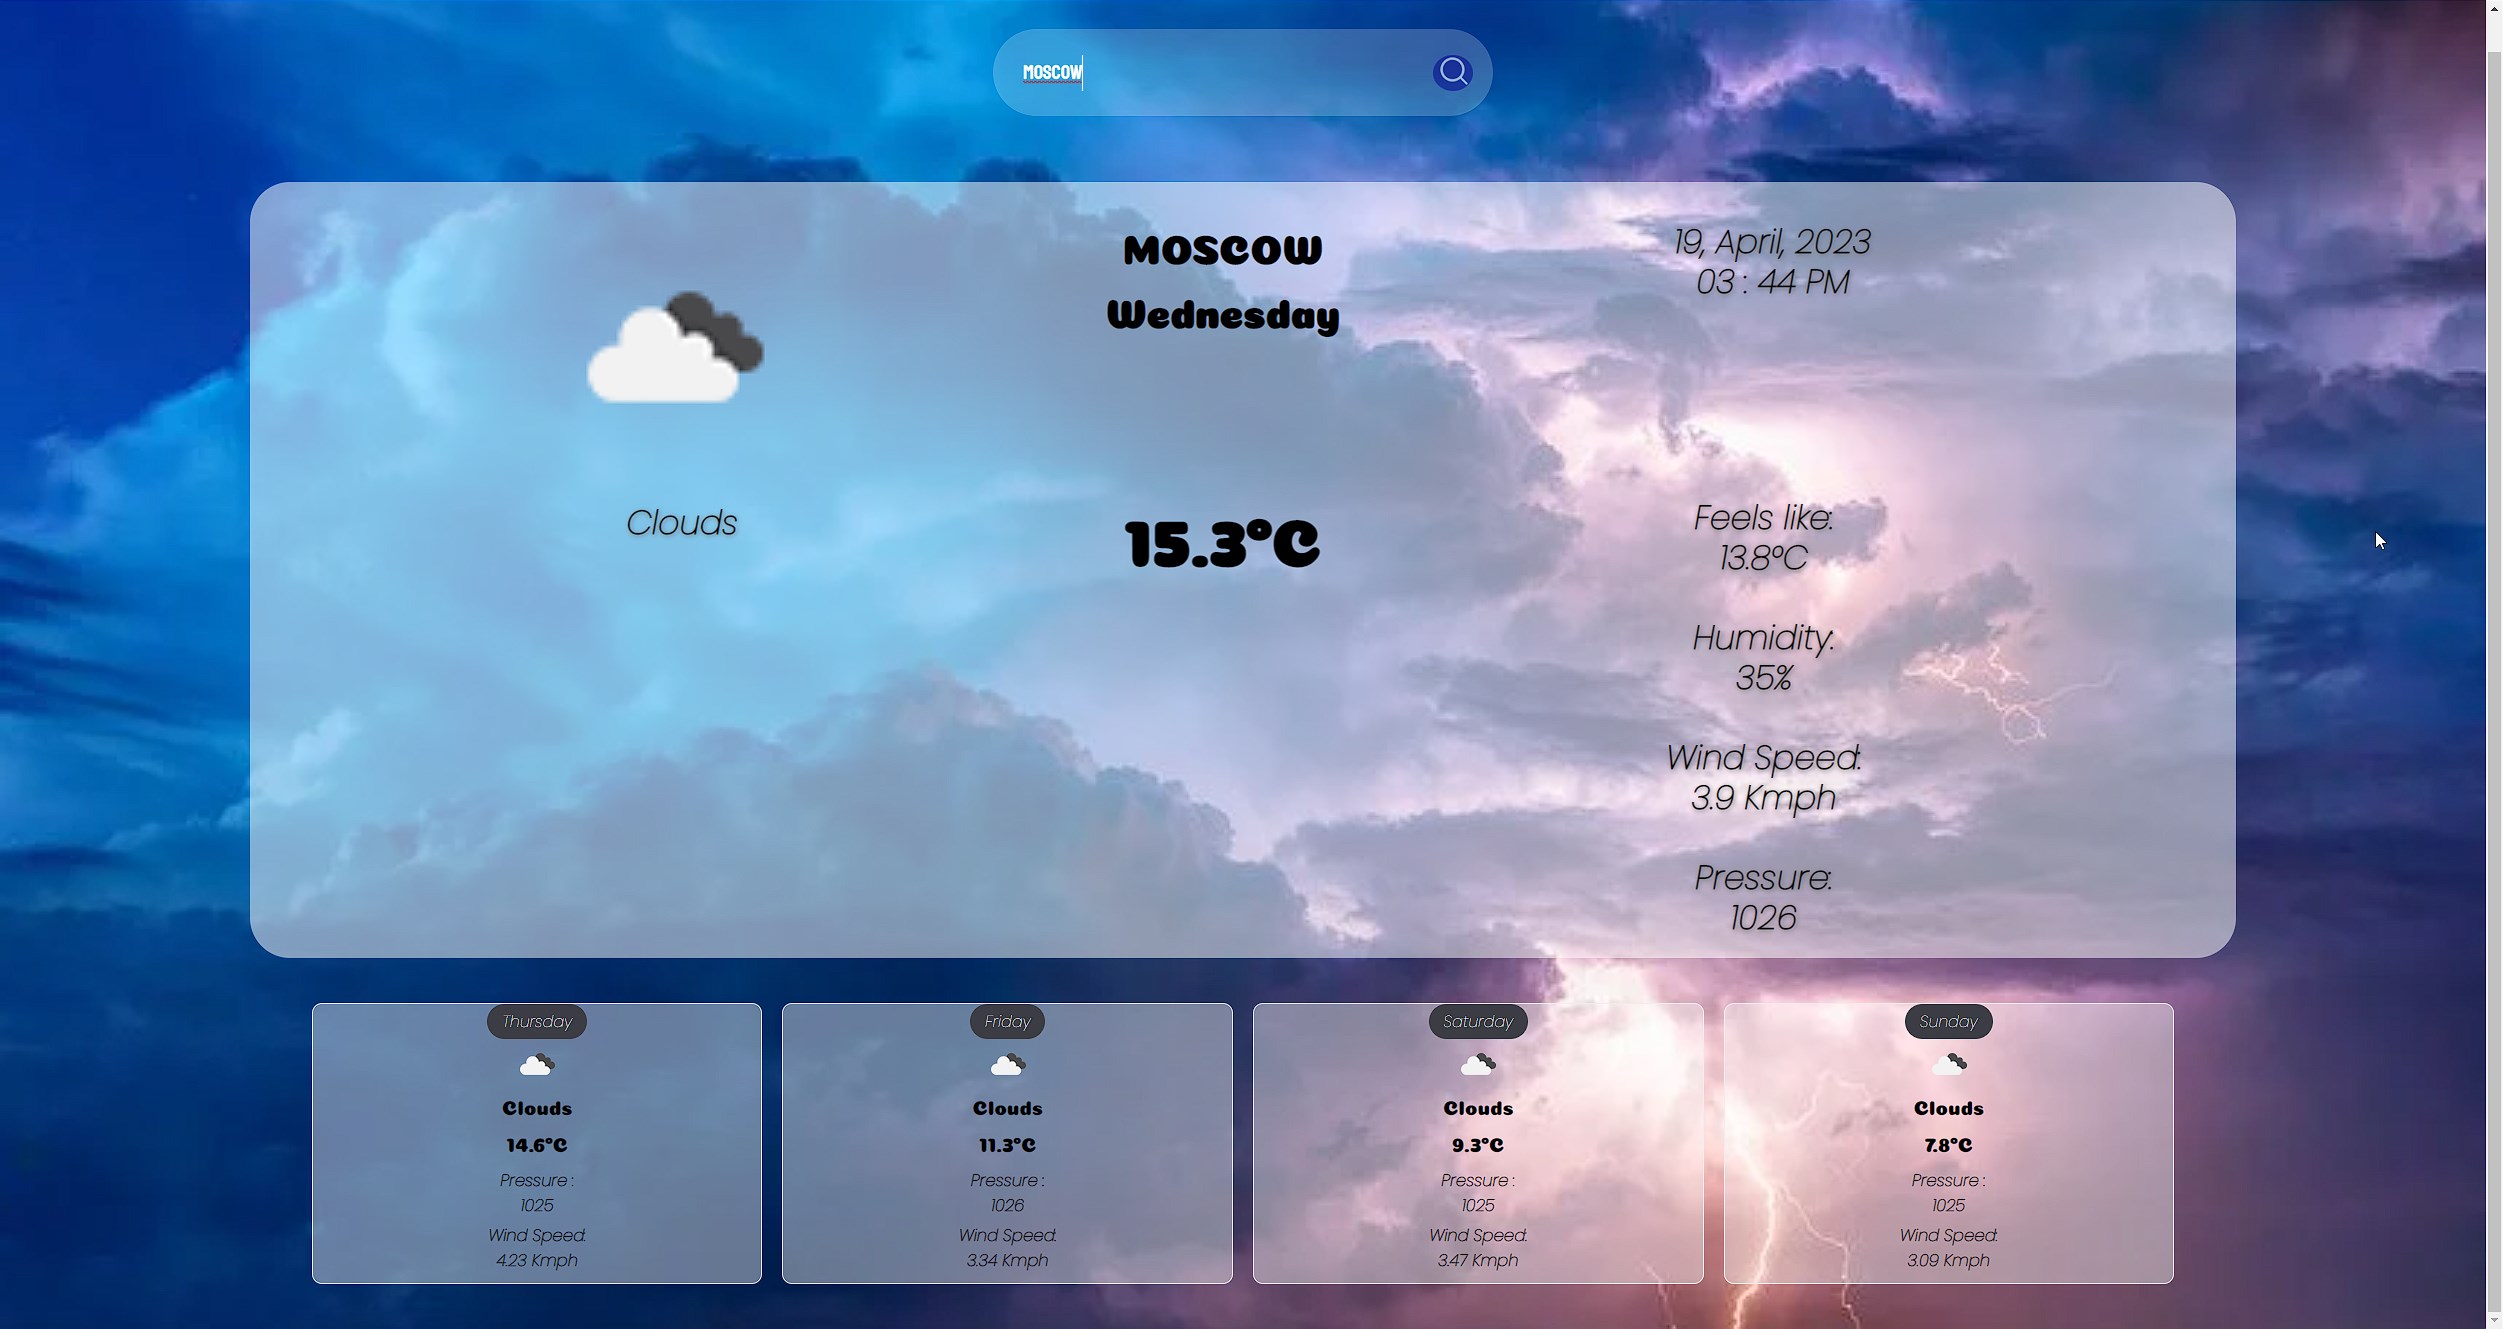 MOSCOW
MOSCOW
Wednesday
19, April, 2023
03 : 44 PM
Clouds
15.3°C
Feels like:
13.8°C
Humidity:
35%
Wind Speed:
3.9 Kmph
Pressure:
1026
Thursday
Clouds
14.6°C
Pressure :
1025
Wind Speed:
4.23 Kmph
Friday
Clouds
11.3°C
Pressure :
1026
Wind Speed:
3.34 Kmph
Saturday
Clouds
9.3°C
Pressure :
1025
Wind Speed:
3.47 Kmph
Sunday
Clouds
7.8°C
Pressure :
1025
Wind Speed:
3.09 Kmph